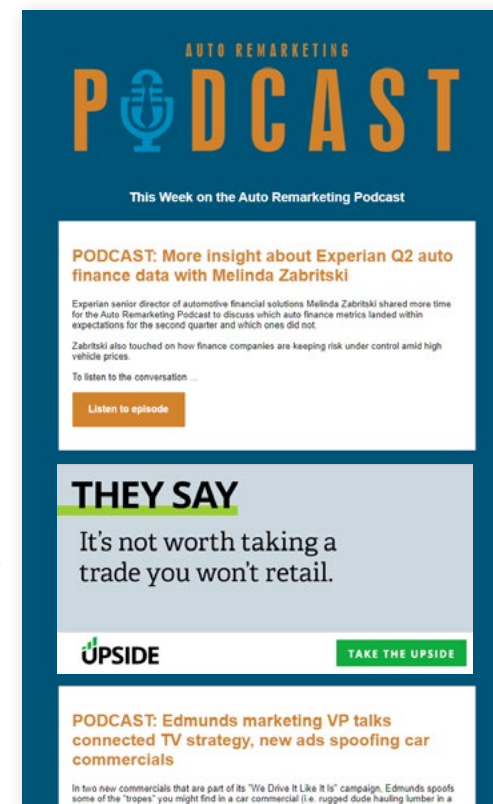 AUTO REMARKETING
PODCAST
This Week on the Auto Remarketing Podcast
PODCAST: More insight about Experian Q2 auto
finance data with Melinda Zabritski
Experian senior director of automotive financial solutions Melinda Zabritski shared more time
for the Auto Remarketing Podcast to discuss which auto finance metrics landed within
expectations for the second quarter and which ones did not.
Zabritski also touched on how finance companies are keeping risk under control amid high
vehicle prices.
To listen to the conversation ...
Listen to episode
THEY SAY
It's not worth taking a
trade you won't retail.
UPSIDE
TAKE THE UPSIDE
PODCAST: Edmunds marketing VP talks
connected TV strategy, new ads spoofing car
commercials
In two new commercials that are part of its "We Drive It Like It Is" campaign, Edmunds spoofs
some of the "tropes" you might find in a car commercial (i.e. rugged dude hauling lumber in a